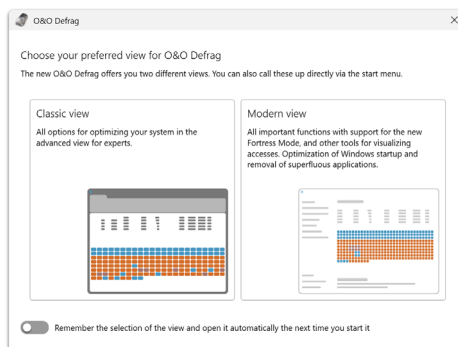 O&O Defrag
Choose your preferred view for O&O Defrag
The new O&O Defrag offers you two different views. You can also call these up directly via the start menu.
Classic view
All options for optimizing your system in the
advanced view for experts.
Modern view
All important functions with support for the new
Fortress Mode, and other tools for visualizing
accesses. Optimization of Windows startup and
removal of superfluous applications.
Remember the selection of the view and open it automatically the next time you start it